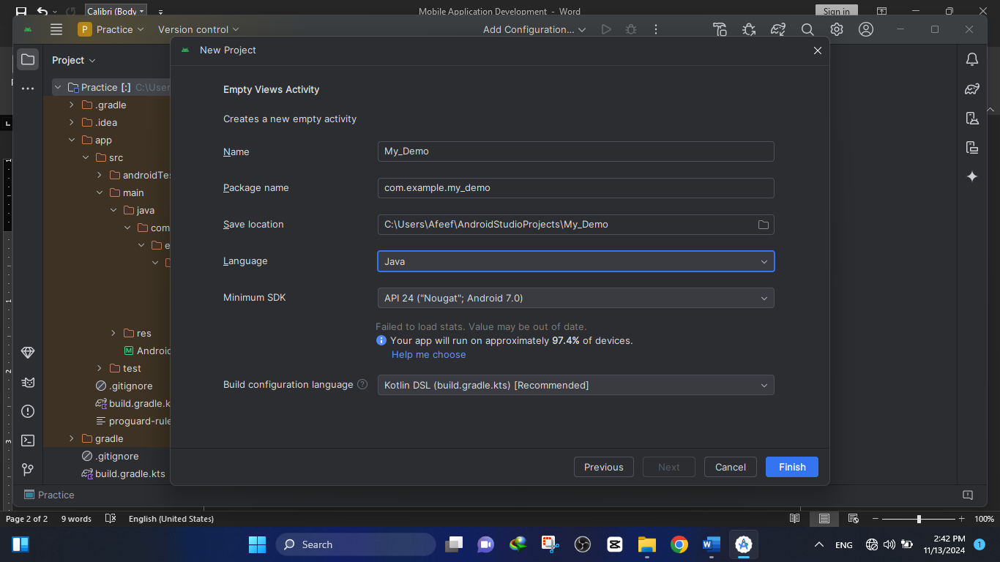 Calibri (Body
Mobile Application Development - Word
Sign in
P Practice
Version control
Add Configuration...
Project
New Project
Practice [:] C:\User
.gradle
.idea
app
src
androidTes
main
java
com
e
res
M Android
test
.gitignore
build.gradle.k
proguard-rule
gradle
.gitignore
build.gradle.kts
Empty Views Activity
Creates a new empty activity
Name
My_Demo
Package name
com.example.my_demo
Save location
C:\Users\Afeef\AndroidStudioProjects\My_Demo
Language
Java
Minimum SDK
API 24 ("Nougat"; Android 7.0)
Failed to load stats. Value may be out of date.
Your app will run on approximately 97.4% of devices.
Help me choose
Build configuration language ?
Kotlin DSL (build.gradle.kts) [Recommended]
Previous
Next
Cancel
Finish
Practice
Page 2 of 2
9 words
English (United States)
100%
Search
ENG
2:42 PM
11/13/2024
1